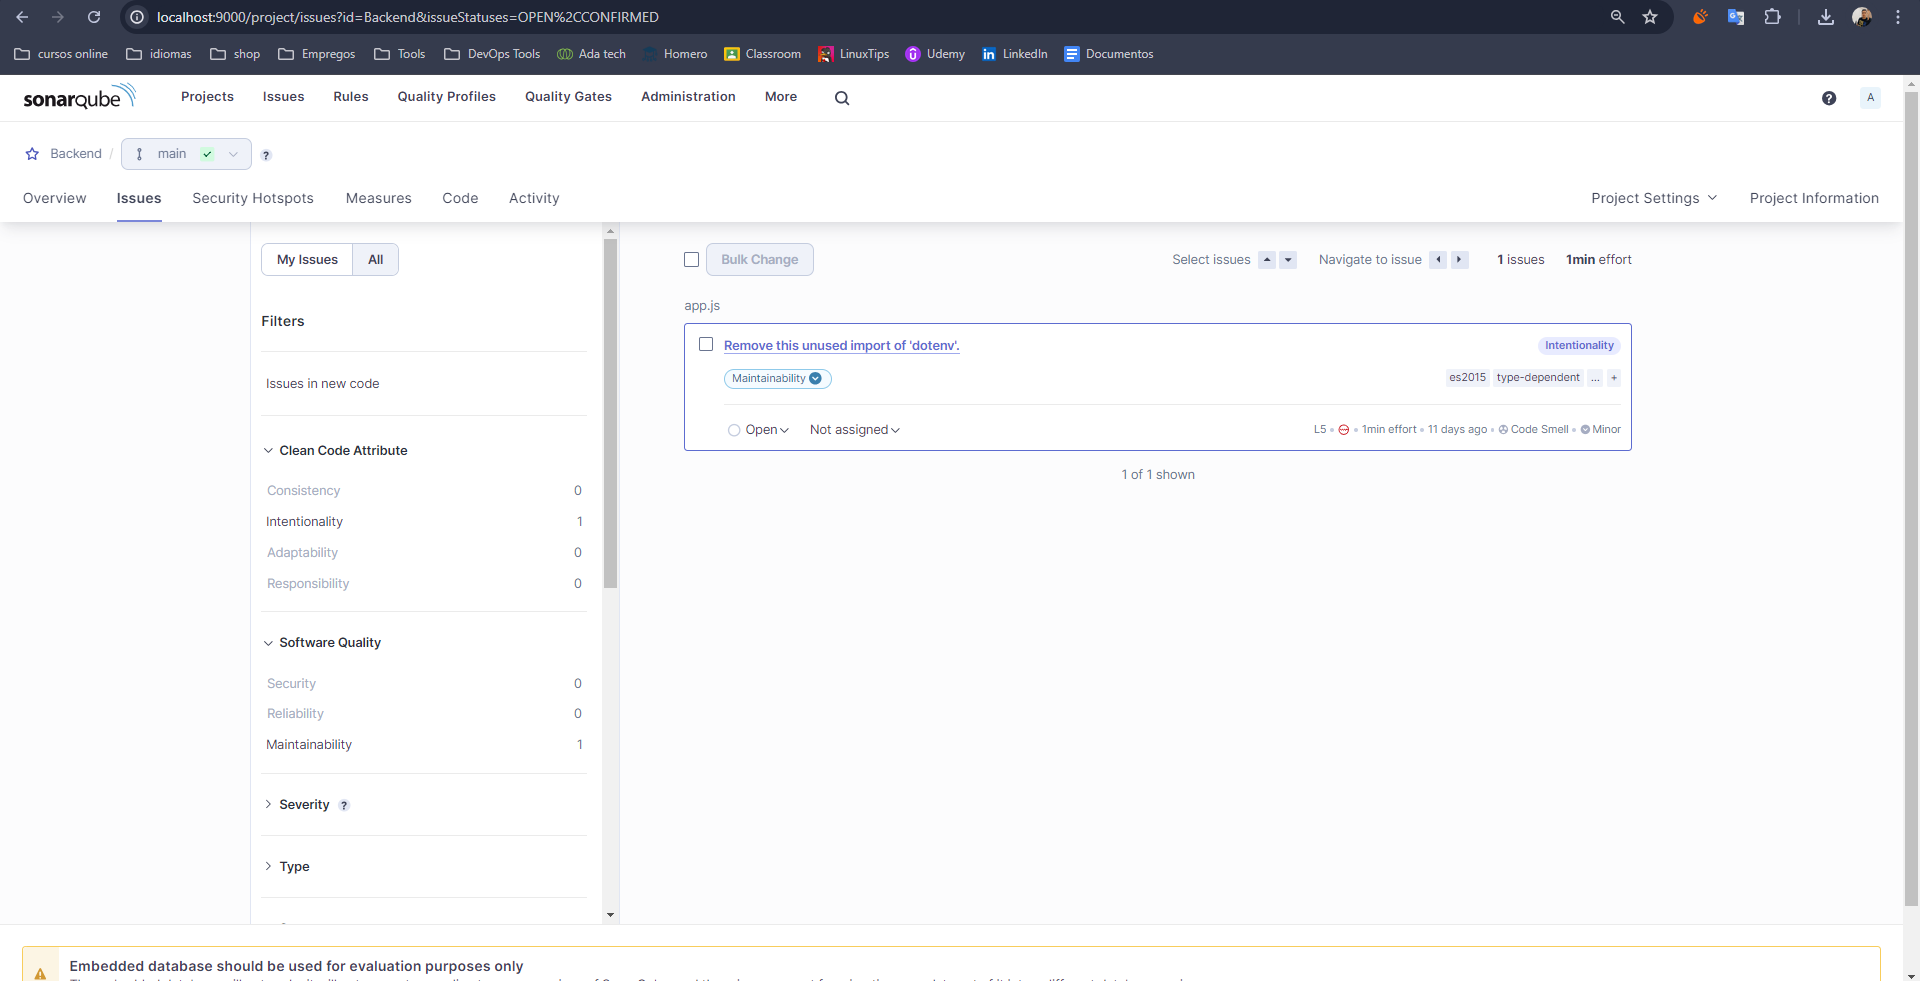 localhost:9000/project/issues?id=Backend&issueStatuses=OPEN%2CCONFIRMED
cursos online idiomas shop Empregos Tools DevOps Tools Ada tech Homero Classroom LinuxTips Udemy LinkedIn Documentos
sonarqube Projects Issues Rules Quality Profiles Quality Gates Administration More ? A
Backend / main ?
Overview Issues Security Hotspots Measures Code Activity Project Settings Project Information
My Issues All
Bulk Change Select issues Navigate to issue 1 issues 1min effort
app.js
Filters
Remove this unused import of 'dotenv'. Intentionality
Maintainability es2015 type-dependent ... +
Issues in new code
Open Not assigned L5 1min effort 11 days ago Code Smell Minor
Clean Code Attribute
1 of 1 shown
Consistency 0
Intentionality 1
Adaptability 0
Responsibility 0
Software Quality
Security 0
Reliability 0
Maintainability 1
Severity ?
Type
Embedded database should be used for evaluation purposes only